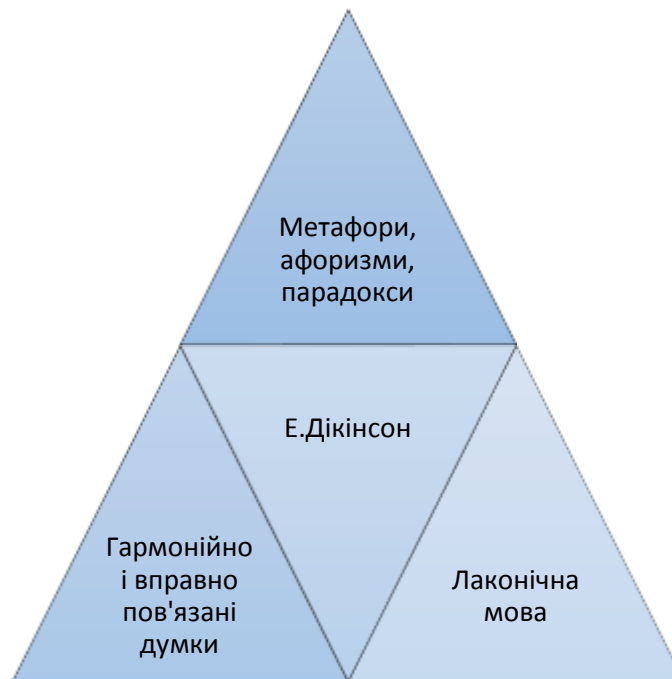 Метафори,
афоризми,
парадокси
Е.Дікінсон
Гармонійно
і вправно
пов'язані
думки
Лаконічна
мова